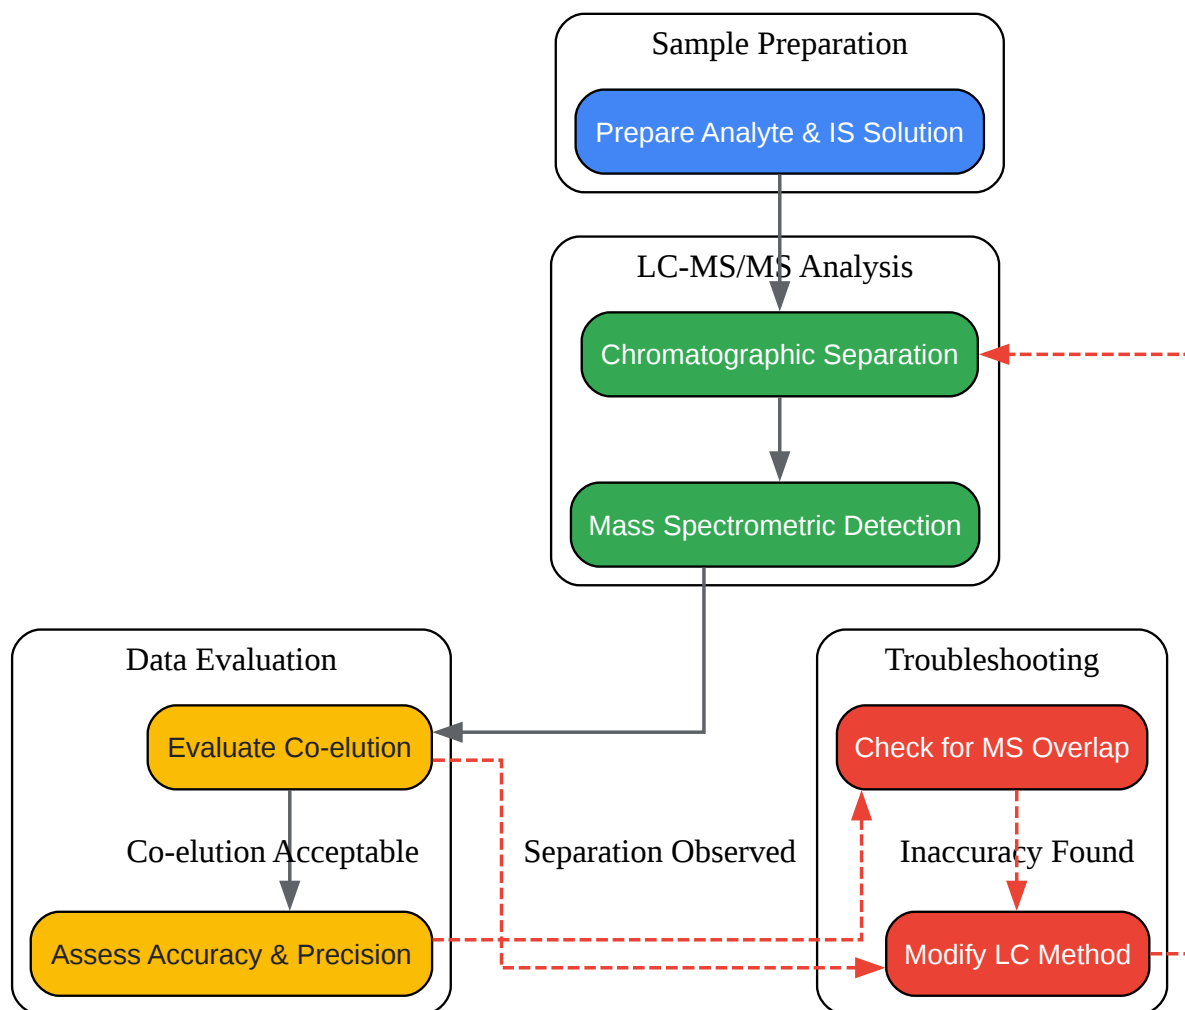 Sample Preparation
Prepare Analyte & IS Solution
LC-MS/MS Analysis
Chromatographic Separation
Mass Spectrometric Detection
Data Evaluation
Troubleshooting
Evaluate Co-elution
Check for MS Overlap
Co-elution Acceptable
Separation Observed
Inaccuracy Found
Assess Accuracy & Precision
Modify LC Method